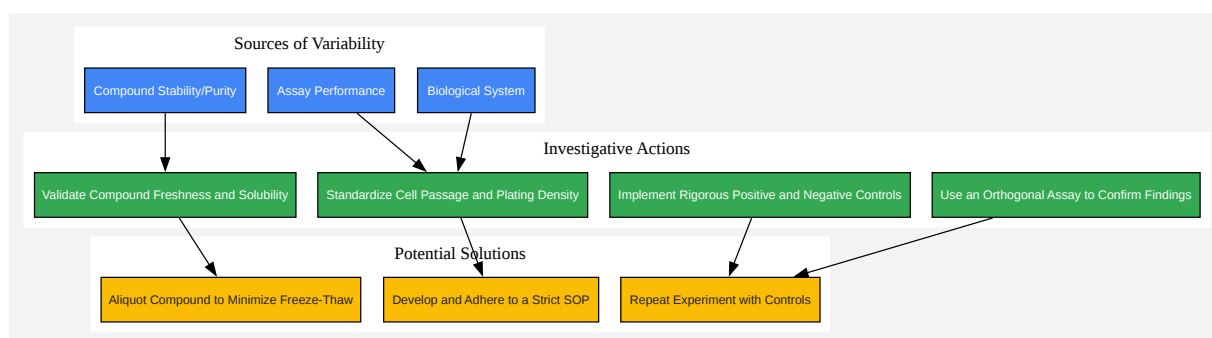 Sources of Variability
Compound Stability/Purity
Assay Performance
Biological System
Investigative Actions
Validate Compound Freshness and Solubility
Standardize Cell Passage and Plating Density
Implement Rigorous Positive and Negative Controls
Use an Orthogonal Assay to Confirm Findings
Potential Solutions
Aliquot Compound to Minimize Freeze-Thaw
Develop and Adhere to a Strict SOP
Repeat Experiment with Controls